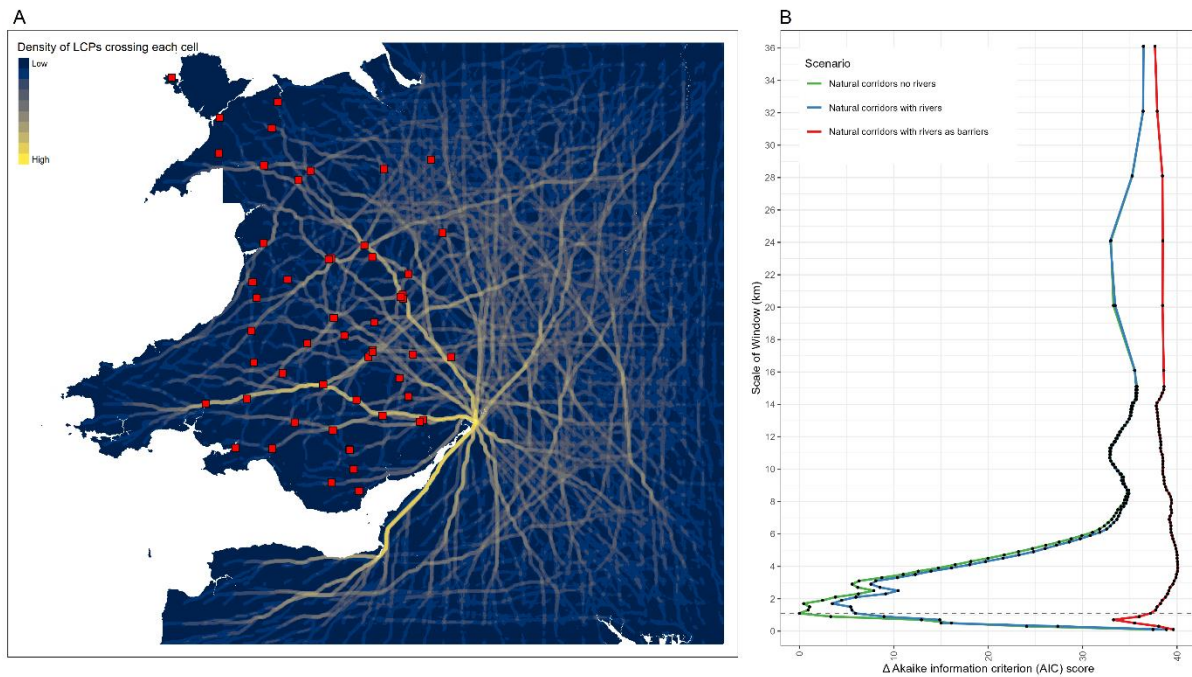 A
Density of LCPs crossing each cell
Low
High
B
36
34
32
30
28
26
24
22
20
18
16
14
12
10
8
6
4
2
0
Scale of Window (km)
Scenario
Natural corridors no rivers
Natural corridors with rivers
Natural corridors with rivers as barriers
0
10
20
30
40
Δ Akaike information criterion (AIC) score